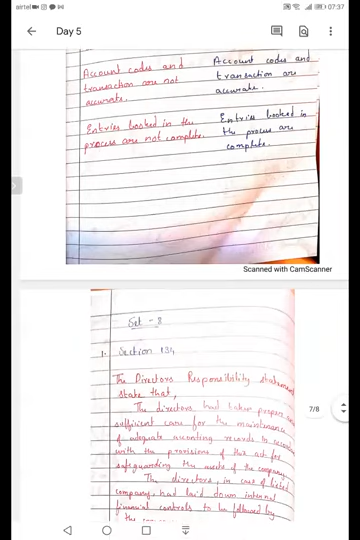 airtel
07:37
Day 5
Account codes and Account codes and
transaction are not transaction are
accurate. accurate.
Entries booked in the Entries booked in
process are not complete. the process are
complete.
Scanned with CamScanner
Set - 8
1. Section 134
The Directors Responsibility statement
state that,
The directors had taken proper and
sufficient care for the maintenance
of adequate accounting records in
with the provisions of this act for
safeguarding the assets of the company
The directors, in case of listed
company, had laid down internal
financial controls to be followed by
the
7/8